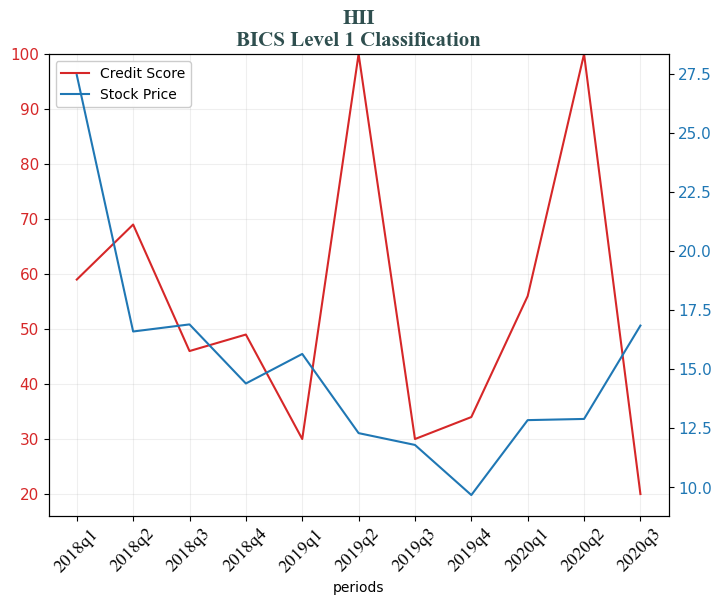 HII
BICS Level 1 Classification
Credit Score
Stock Price
100
90
80
70
60
50
40
30
20
27.5
25.0
22.5
20.0
17.5
15.0
12.5
10.0
2018q1
2018q2
2018q3
2018q4
2019q1
2019q2
2019q3
2019q4
2020q1
2020q2
2020q3
periods